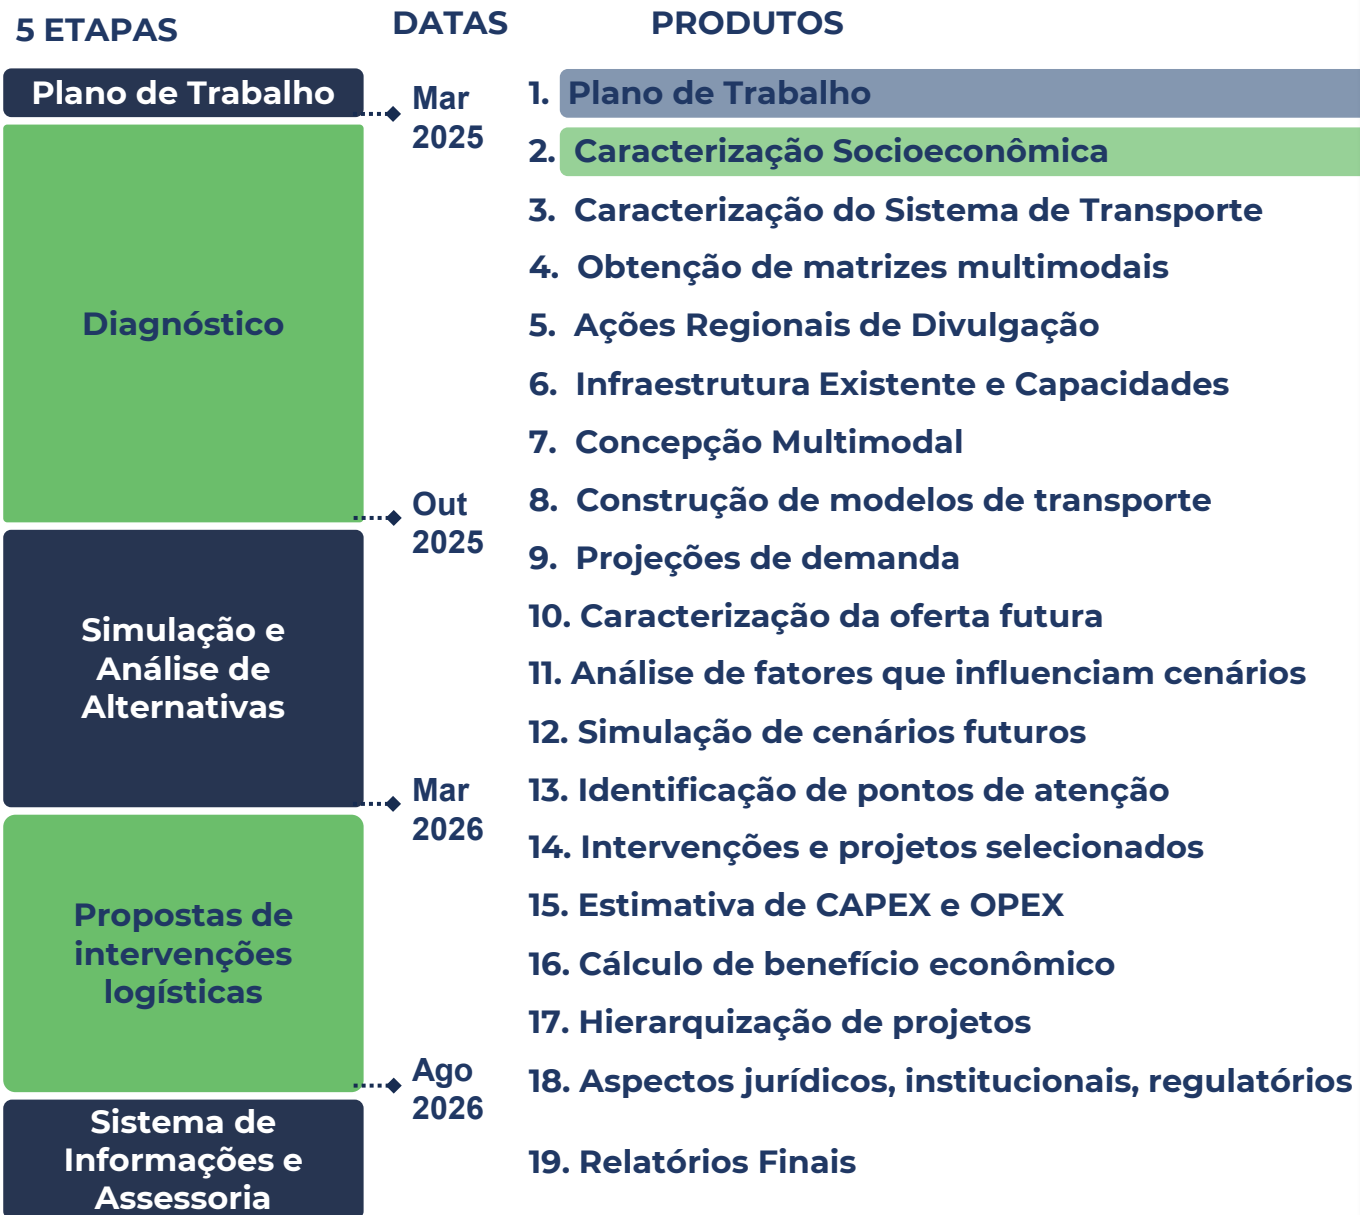 5 ETAPAS
DATAS
PRODUTOS
Plano de Trabalho
Mar
2025
Diagnóstico
Out
2025
Simulação e
Análise de
Alternativas
Mar
2026
Propostas de
intervenções
logísticas
Ago
2026
Sistema de
Informações e
Assessoria
1. Plano de Trabalho
2. Caracterização Socioeconômica
3. Caracterização do Sistema de Transporte
4. Obtenção de matrizes multimodais
5. Ações Regionais de Divulgação
6. Infraestrutura Existente e Capacidades
7. Concepção Multimodal
8. Construção de modelos de transporte
9. Projeções de demanda
10. Caracterização da oferta futura
11. Análise de fatores que influenciam cenários
12. Simulação de cenários futuros
13. Identificação de pontos de atenção
14. Intervenções e projetos selecionados
15. Estimativa de CAPEX e OPEX
16. Cálculo de benefício econômico
17. Hierarquização de projetos
18. Aspectos jurídicos, institucionais, regulatórios
19. Relatórios Finais